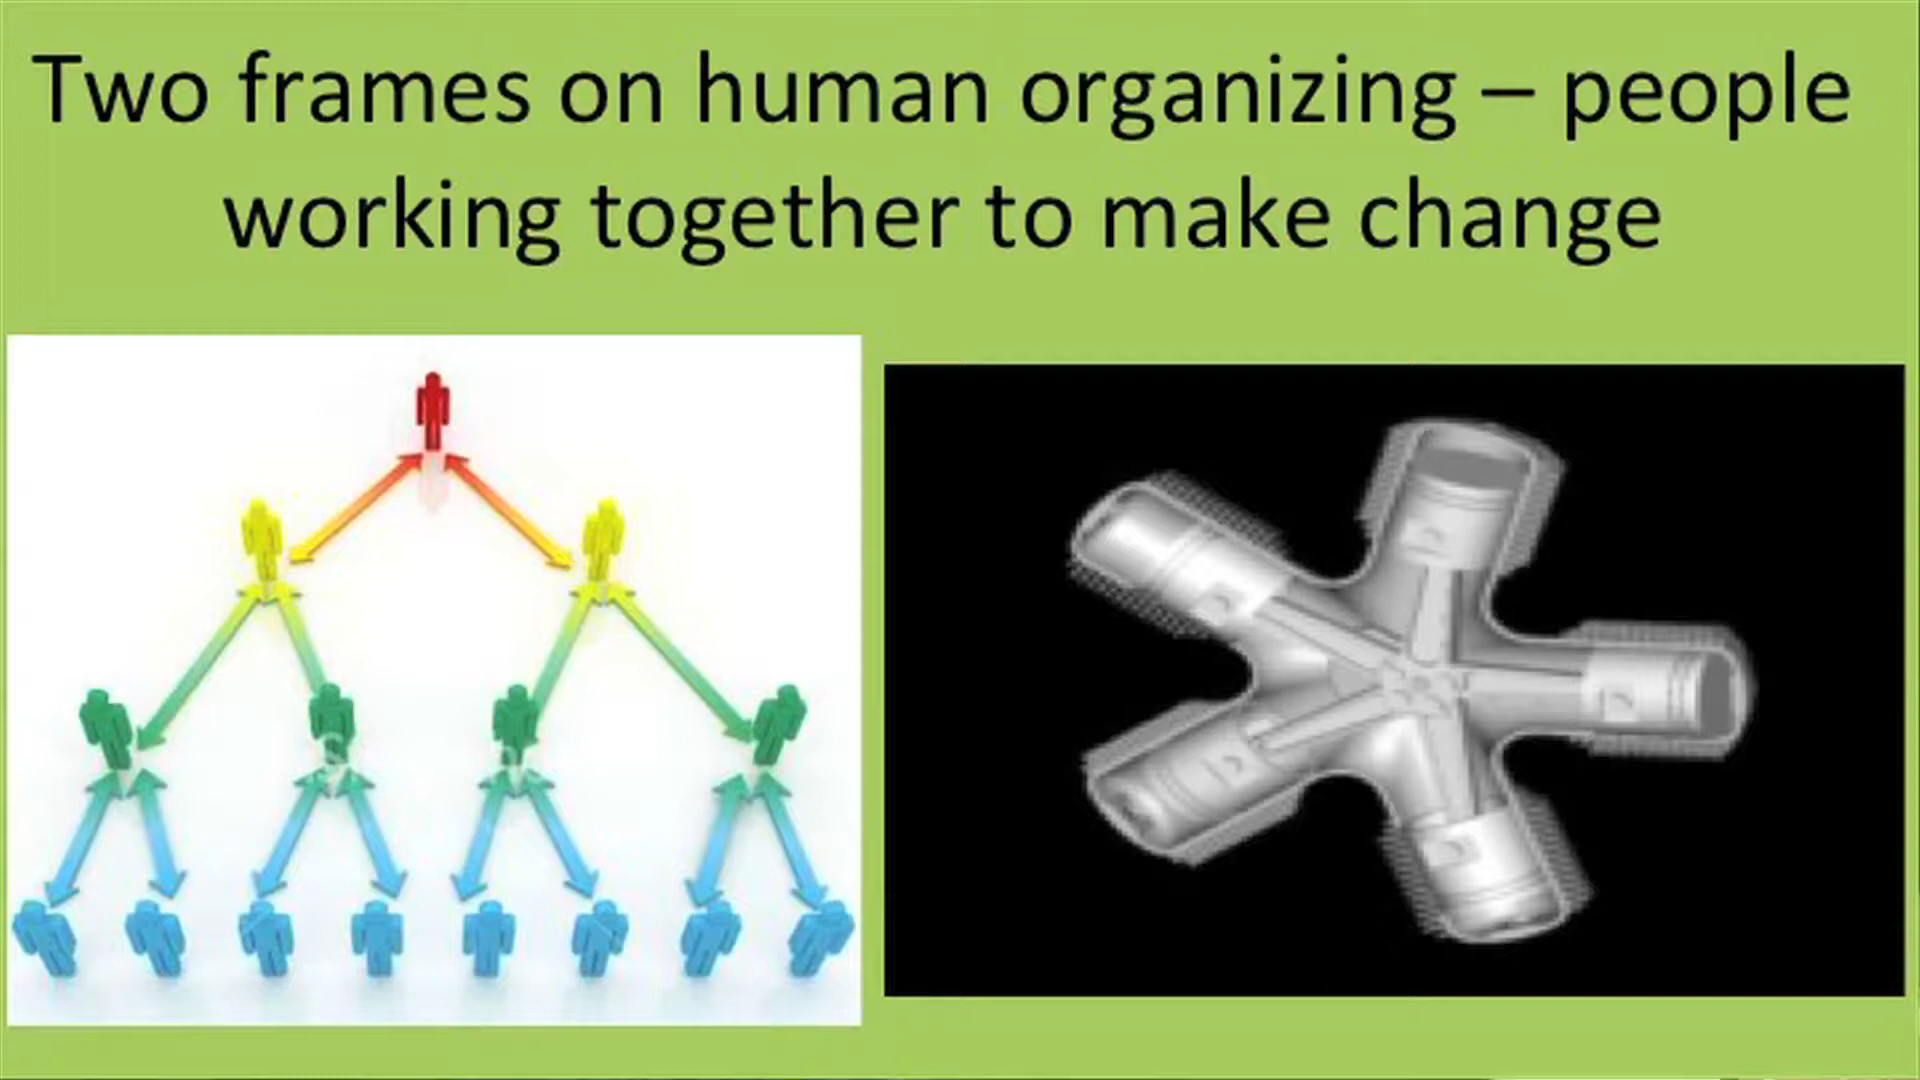 Two frames on human organizing – people
working together to make change